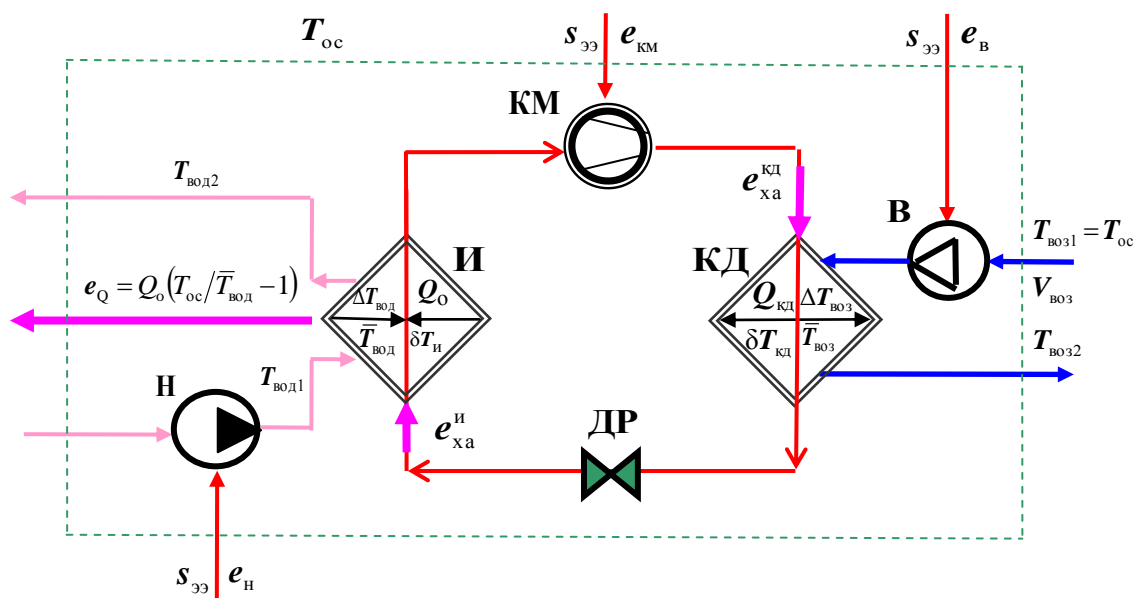 T_ос
s_ээ e_км
s_ээ e_в
КМ
T_вод2
e_ха^кд
В
T_воз1 = T_ос
И
КД
e_Q = Q_о(T_ос/T̅_вод − 1)
V_воз
ΔT_вод Q_о
Q_кд ΔT_воз
T̅_вод δT_и
δT_кд T̅_воз
T_воз2
Н
T_вод1
e_ха^и
ДР
s_ээ e_н